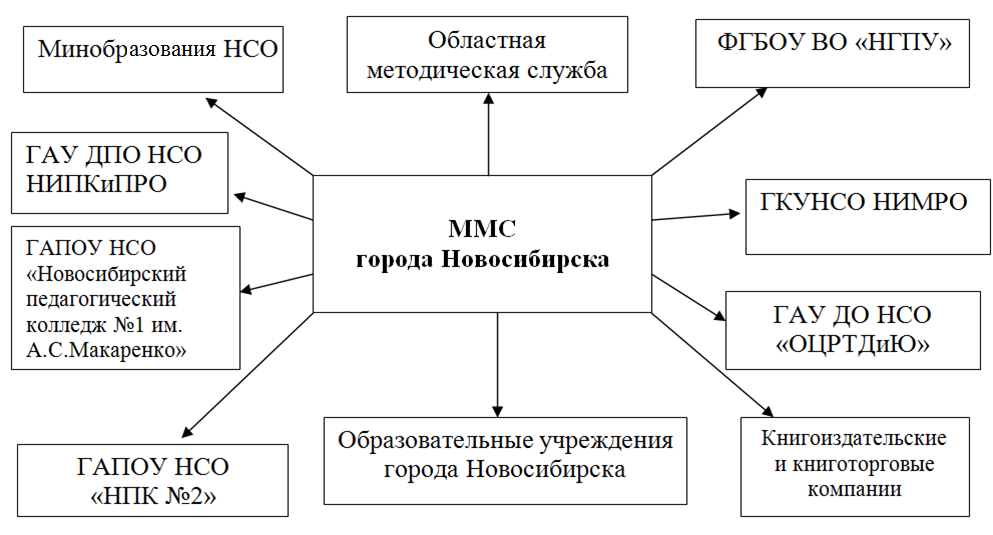 Минобразования НСО
Областная
методическая служба
ФГБОУ ВО «НГПУ»
ГАУ ДПО НСО
НИПКиПРО
ГКУНСО НИМРО
ММС
города Новосибирска
ГАПОУ НСО
«Новосибирский
педагогический
колледж №1 им.
А.С.Макаренко»
ГАУ ДО НСО
«ОЦРТДиЮ»
ГАПОУ НСО
«НПК №2»
Образовательные учреждения
города Новосибирска
Книгоиздательские
и книготорговые
компании